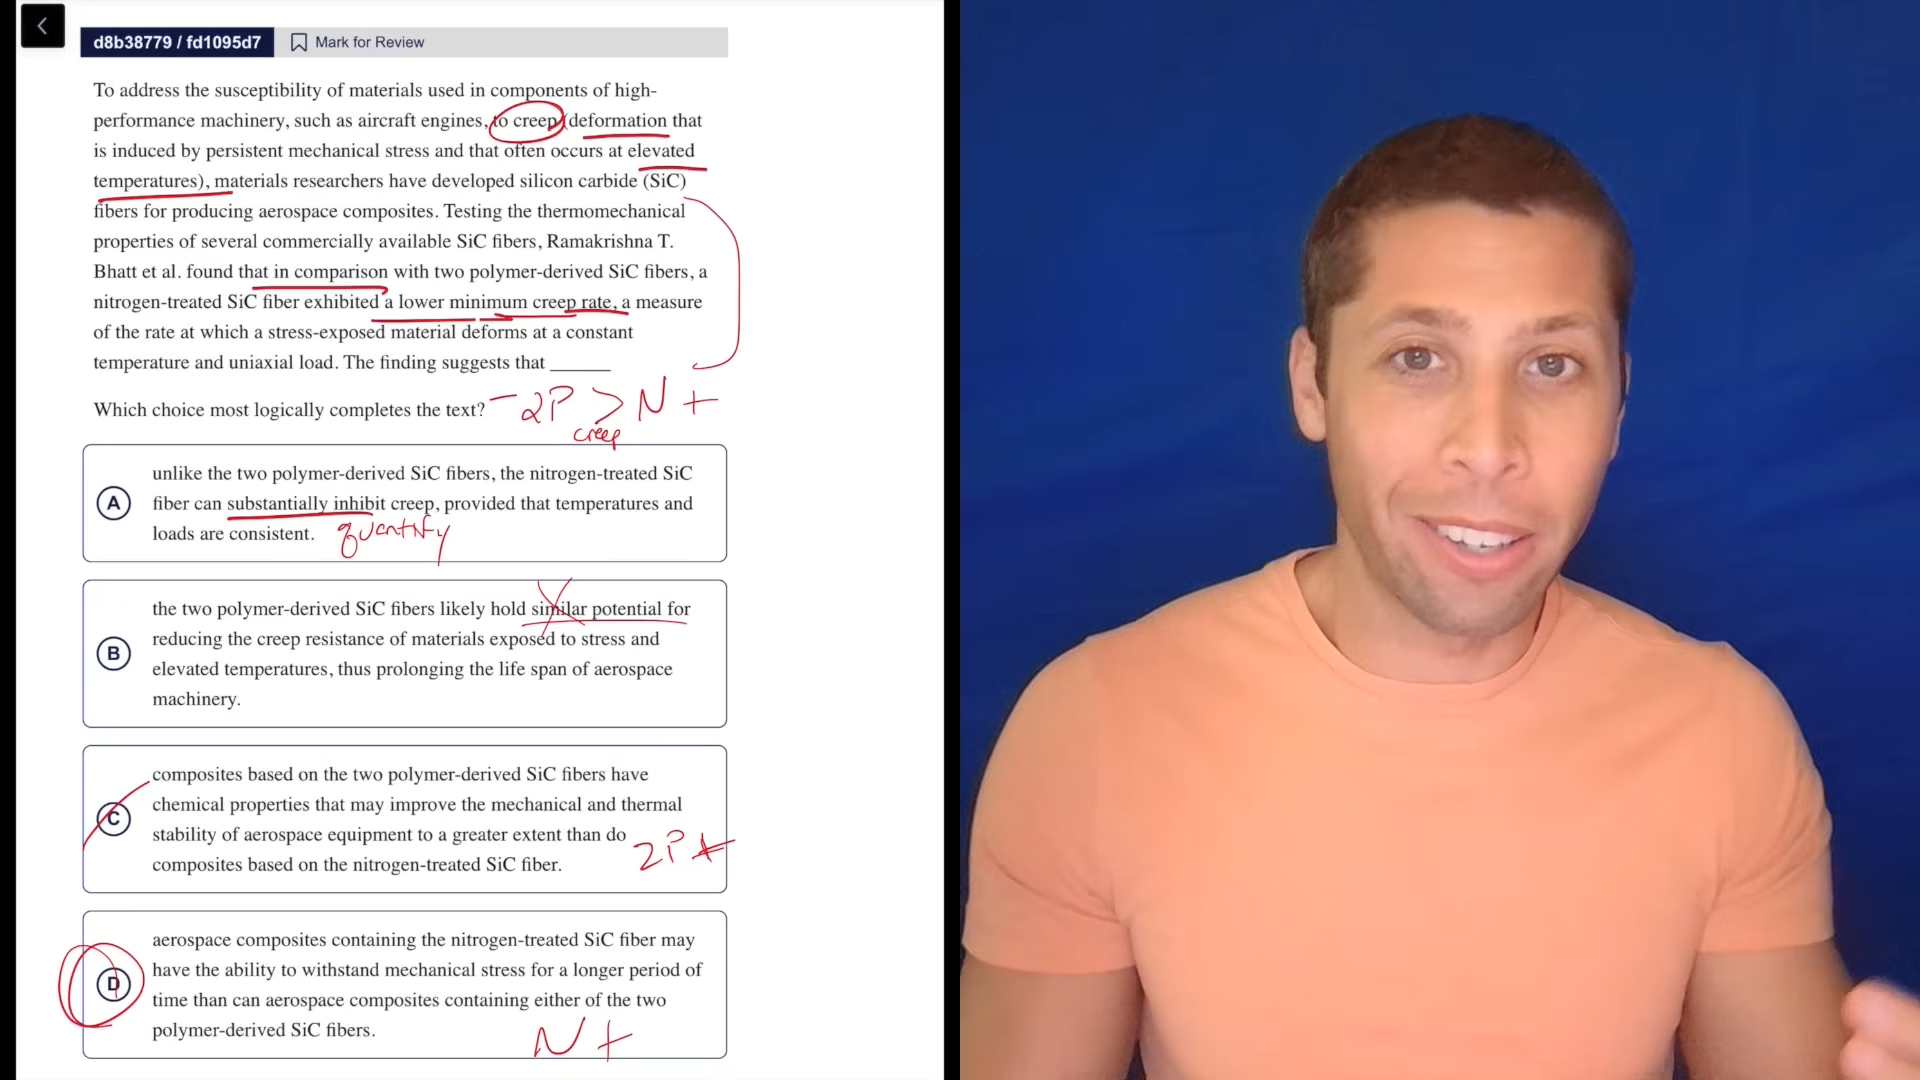 d8b38779 / fd1095d7 Mark for Review
To address the susceptibility of materials used in components of high-
performance machinery, such as aircraft engines, to creep (deformation that
is induced by persistent mechanical stress and that often occurs at elevated
temperatures), materials researchers have developed silicon carbide (SiC)
fibers for producing aerospace composites. Testing the thermomechanical
properties of several commercially available SiC fibers, Ramakrishna T.
Bhatt et al. found that in comparison with two polymer-derived SiC fibers, a
nitrogen-treated SiC fiber exhibited a lower minimum creep rate, a measure
of the rate at which a stress-exposed material deforms at a constant
temperature and uniaxial load. The finding suggests that ______
Which choice most logically completes the text?
- 2P > N +
creep
A
unlike the two polymer-derived SiC fibers, the nitrogen-treated SiC
fiber can substantially inhibit creep, provided that temperatures and
loads are consistent.
quantify
B
the two polymer-derived SiC fibers likely hold similar potential for
reducing the creep resistance of materials exposed to stress and
elevated temperatures, thus prolonging the life span of aerospace
machinery.
C
composites based on the two polymer-derived SiC fibers have
chemical properties that may improve the mechanical and thermal
stability of aerospace equipment to a greater extent than do
composites based on the nitrogen-treated SiC fiber.
2P +
D
aerospace composites containing the nitrogen-treated SiC fiber may
have the ability to withstand mechanical stress for a longer period of
time than can aerospace composites containing either of the two
polymer-derived SiC fibers.
N +